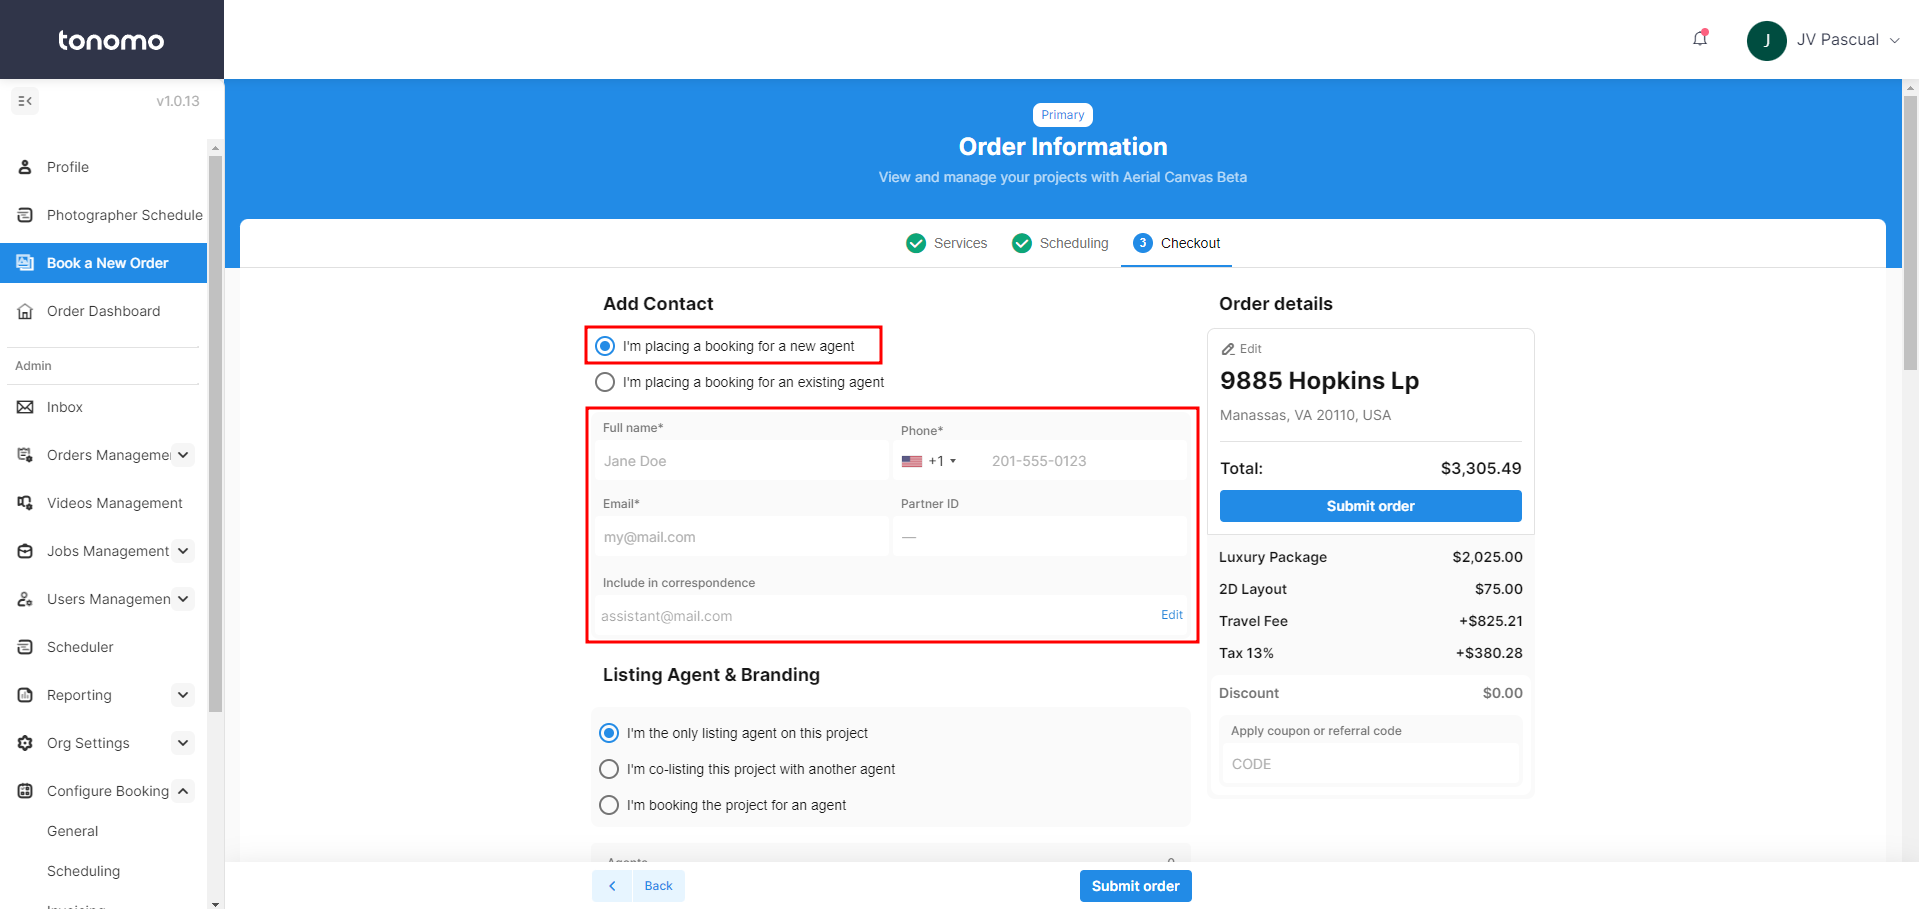 tonomo
J
JV Pascual
v1.0.13
Profile
Photographer Schedule
Book a New Order
Order Dashboard
Admin
Inbox
Orders Manageme
Videos Management
Jobs Management
Users Managemen
Scheduler
Reporting
Org Settings
Configure Booking
General
Scheduling
Primary
Order Information
View and manage your projects with Aerial Canvas Beta
Services
Scheduling
3 Checkout
Add Contact
I'm placing a booking for a new agent
I'm placing a booking for an existing agent
Full name*
Jane Doe
Phone*
+1
201-555-0123
Email*
my@mail.com
Partner ID
—
Include in correspondence
assistant@mail.com
Edit
Listing Agent & Branding
I'm the only listing agent on this project
I'm co-listing this project with another agent
I'm booking the project for an agent
Back
Submit order
Order details
Edit
9885 Hopkins Lp
Manassas, VA 20110, USA
Total: $3,305.49
Submit order
Luxury Package $2,025.00
2D Layout $75.00
Travel Fee +$825.21
Tax 13% +$380.28
Discount $0.00
Apply coupon or referral code
CODE